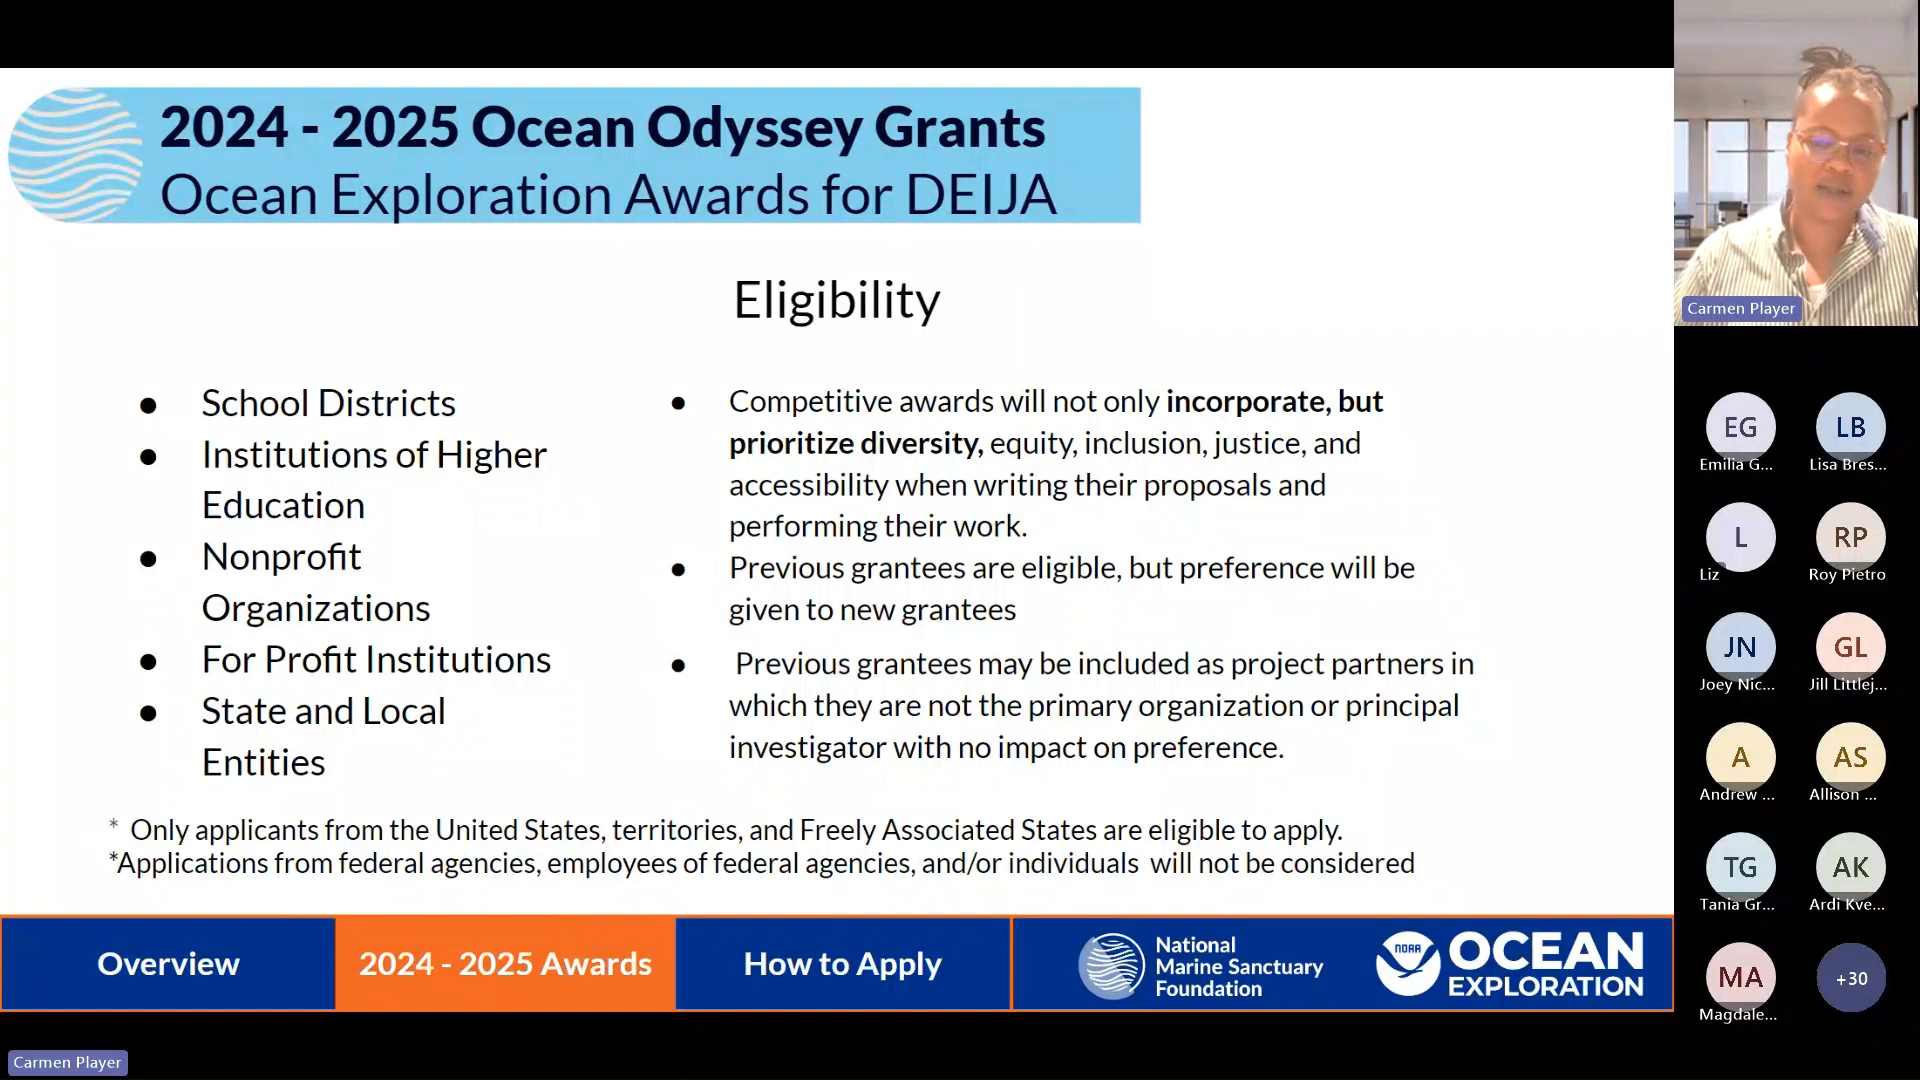 2024 - 2025 Ocean Odyssey Grants
Ocean Exploration Awards for DEIJA
Eligibility
● School Districts
● Institutions of Higher
Education
● Nonprofit
Organizations
● For Profit Institutions
● State and Local
Entities
● Competitive awards will not only incorporate, but
prioritize diversity, equity, inclusion, justice, and
accessibility when writing their proposals and
performing their work.
● Previous grantees are eligible, but preference will be
given to new grantees
● Previous grantees may be included as project partners in
which they are not the primary organization or principal
investigator with no impact on preference.
* Only applicants from the United States, territories, and Freely Associated States are eligible to apply.
*Applications from federal agencies, employees of federal agencies, and/or individuals will not be considered
Overview
2024 - 2025 Awards
How to Apply
National
Marine Sanctuary
Foundation
NOAA
OCEAN
EXPLORATION
Carmen Player
EG
Emilia G...
LB
Lisa Bres...
L
Liz
RP
Roy Pietro
JN
Joey Nic...
GL
Jill Littlej...
A
Andrew ...
AS
Allison ...
TG
Tania Gr...
AK
Ardi Kve...
MA
Magdale...
+30
Carmen Player